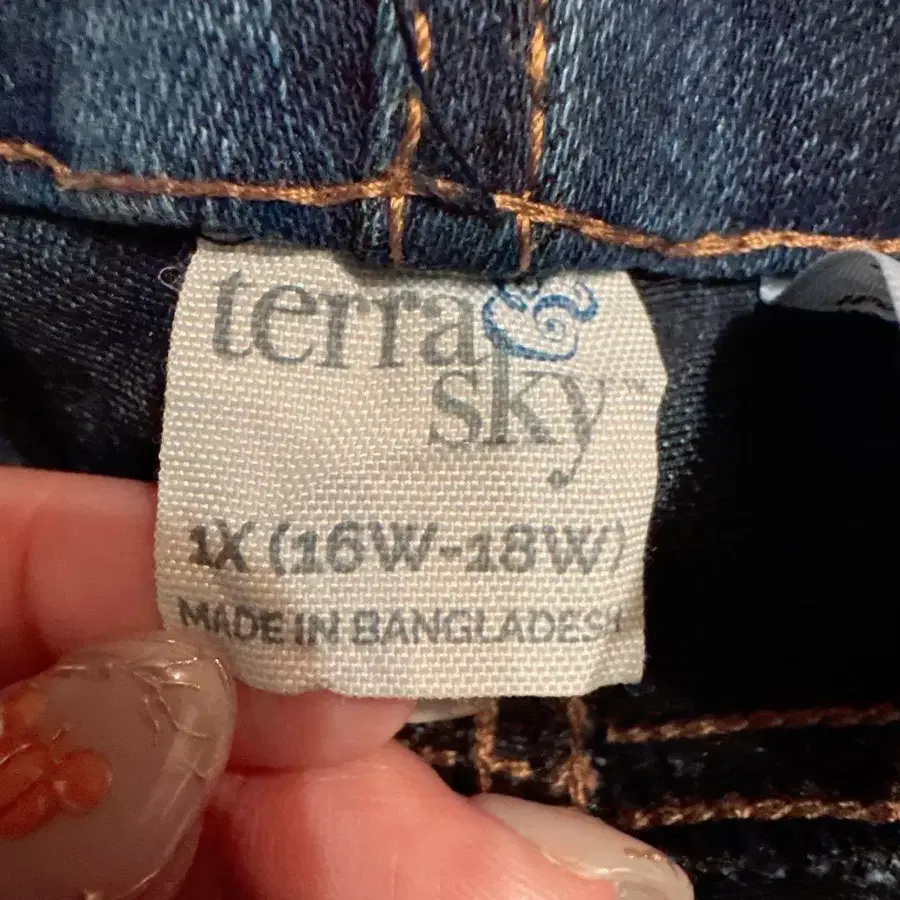 terra &
sky™
1X (16W-18W)
MADE IN BANGLADESH